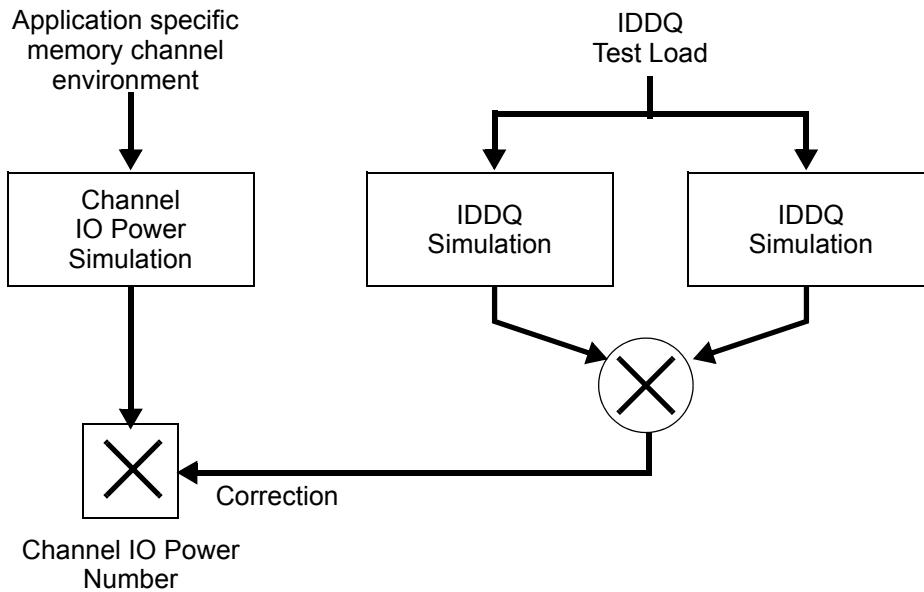 Application specific
memory channel
environment
IDDQ
Test Load
Channel
IO Power
Simulation
IDDQ
Simulation
IDDQ
Simulation
Correction
Channel IO Power
Number